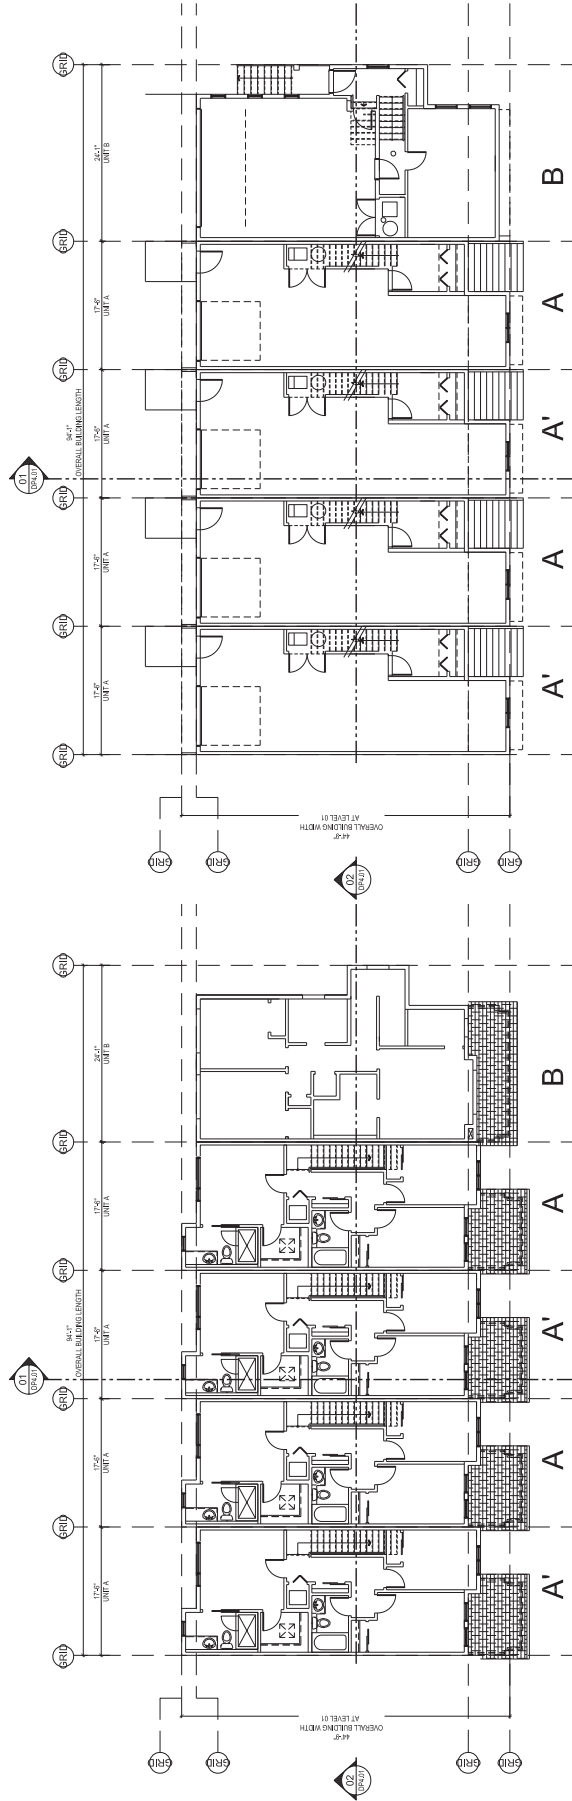 GRID
24'-1"
UNIT B
B
GRID
17'-6"
UNIT A
A
GRID
94'-1"
OVERALL BUILDING LENGTH
17'-6"
UNIT A
A'
01
DP4.01
GRID
17'-6"
UNIT A
A
GRID
17'-6"
UNIT A
A'
GRID
OVERALL BUILDING WIDTH
AT LEVEL 01
44'-9"
GRID
GRID
GRID
GRID
02
DP4.01
GRID
24'-1"
UNIT B
B
GRID
17'-6"
UNIT A
A
GRID
94'-1"
OVERALL BUILDING LENGTH
17'-6"
UNIT A
A'
01
DP4.01
GRID
17'-6"
UNIT A
A
GRID
17'-6"
UNIT A
A'
GRID
OVERALL BUILDING WIDTH
AT LEVEL 01
44'-9"
GRID
GRID
GRID
GRID
02
DP4.01